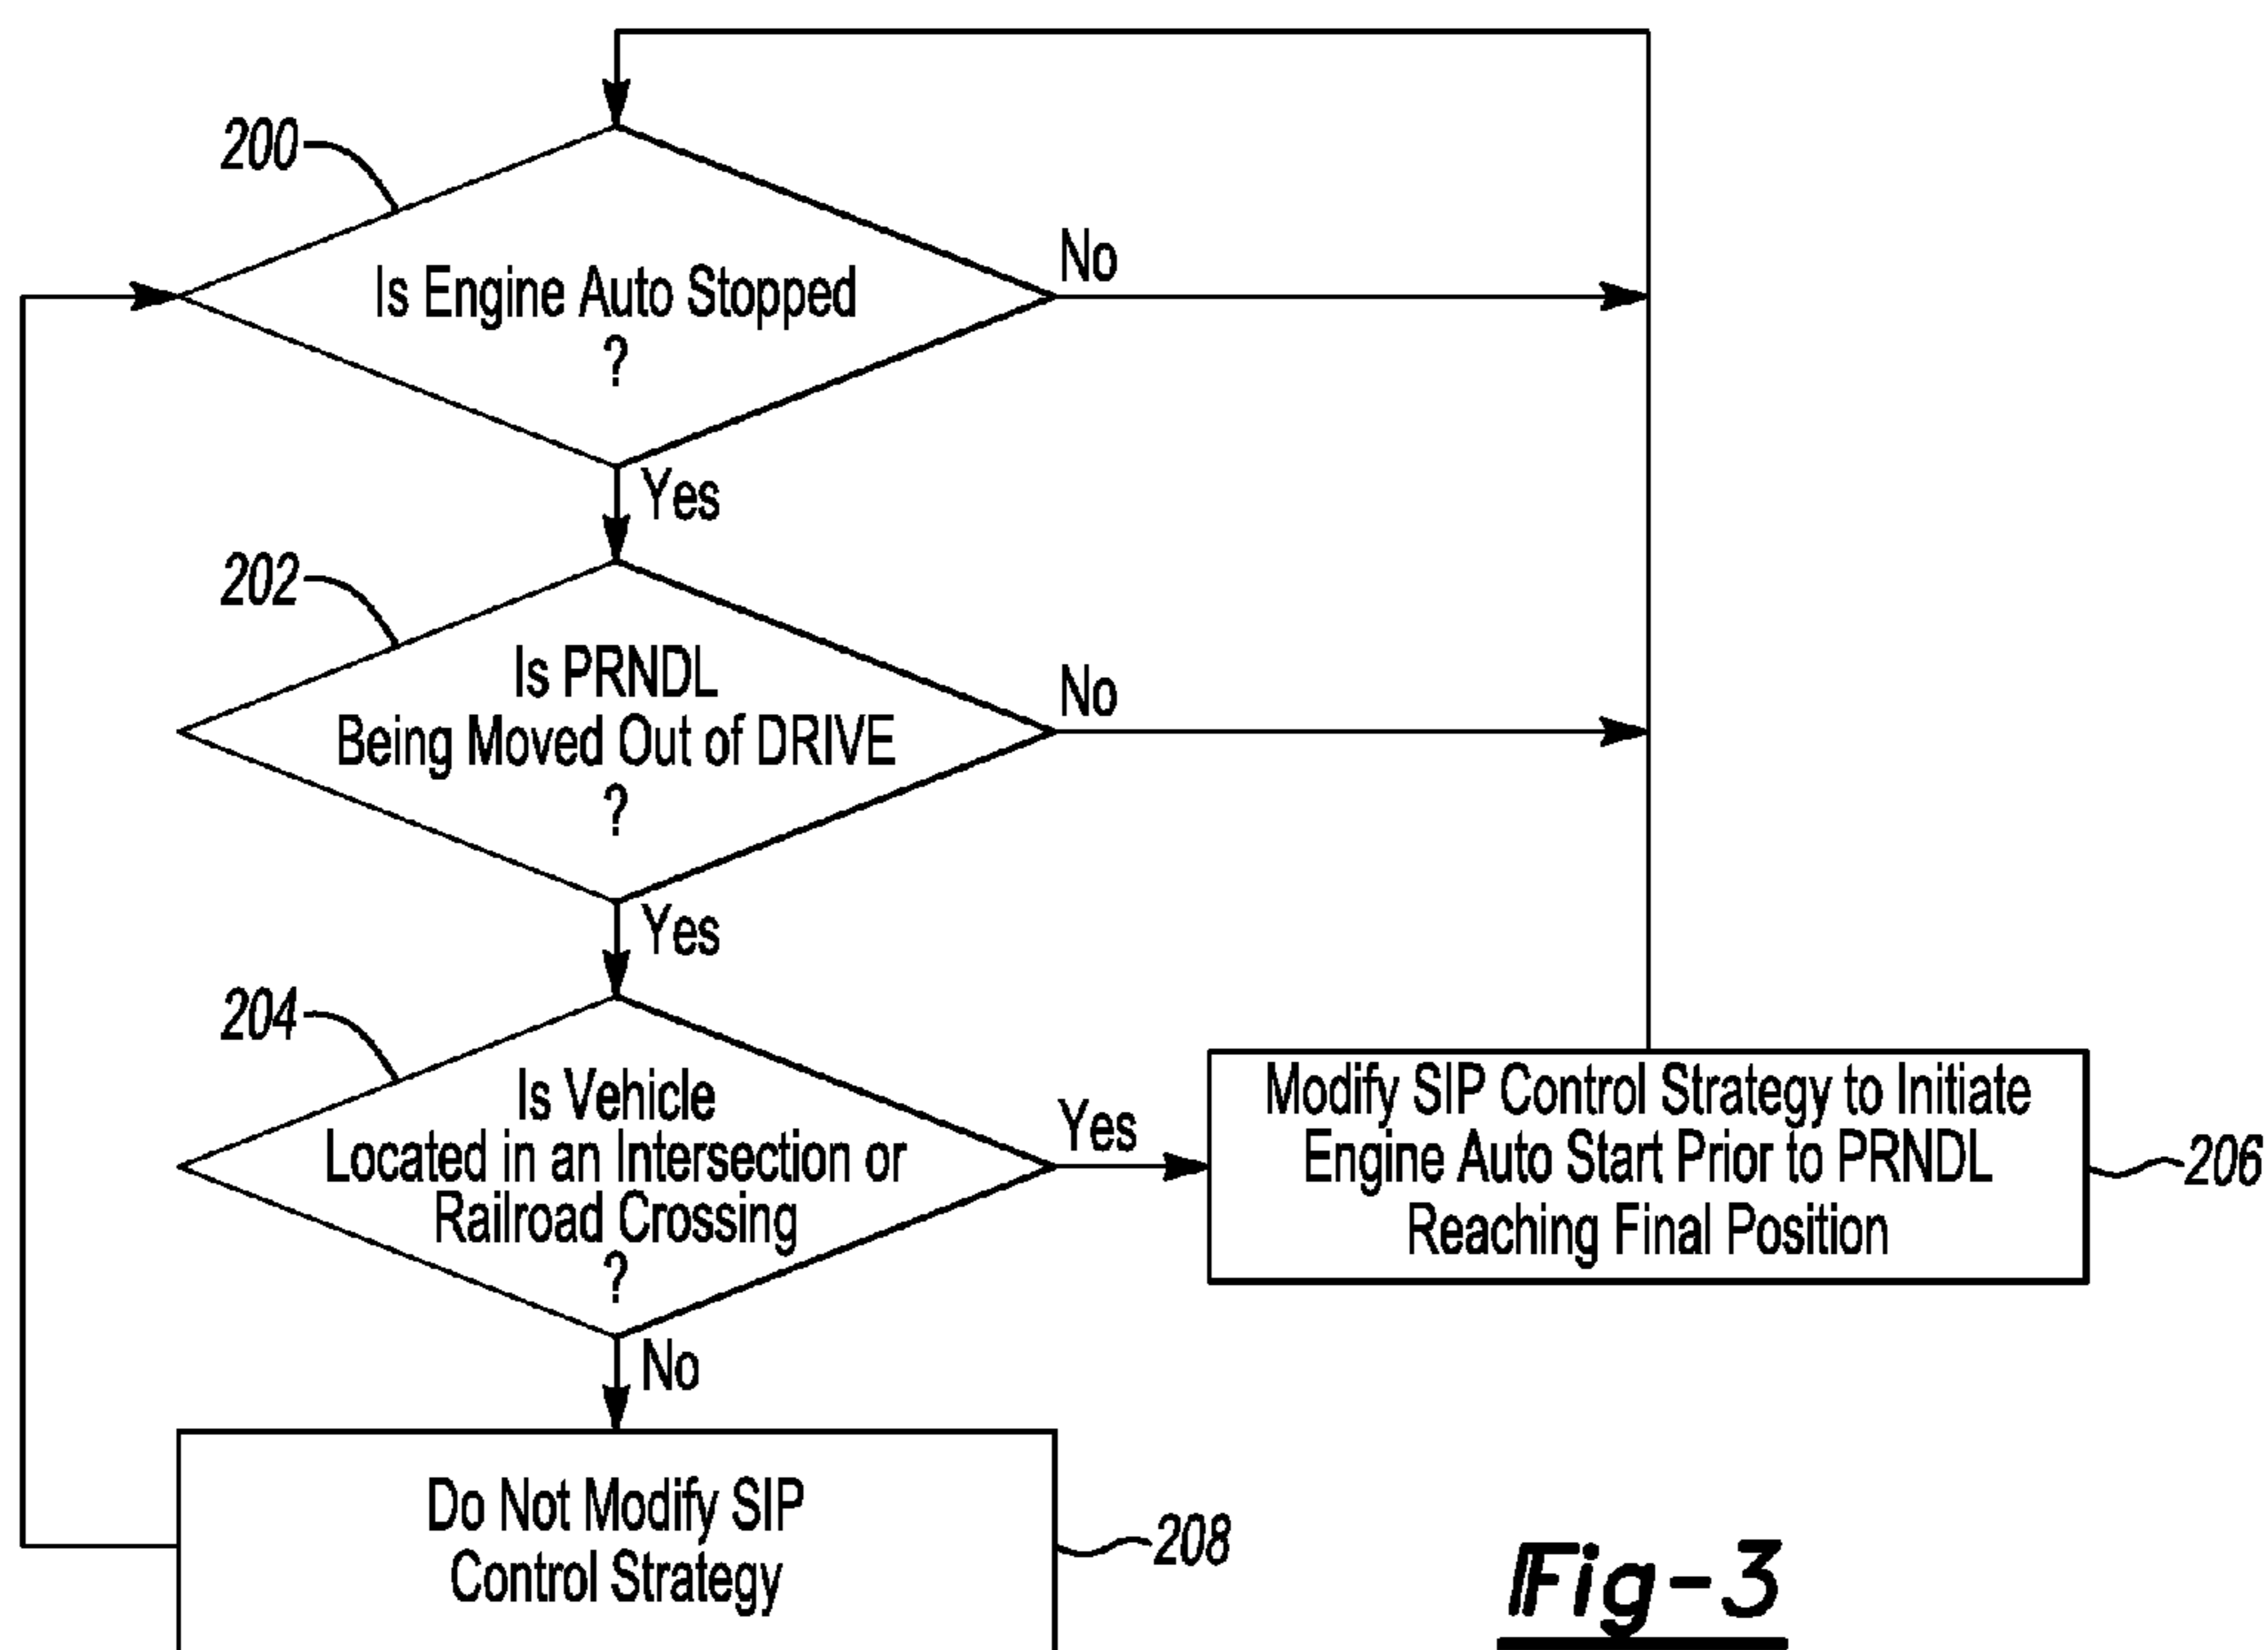 200
Is Engine Auto Stopped
?
No
Yes
202
Is PRNDL
Being Moved Out of DRIVE
?
No
Yes
204
Is Vehicle
Located in an Intersection or
Railroad Crossing
?
Yes
Modify SIP Control Strategy to Initiate
Engine Auto Start Prior to PRNDL
Reaching Final Position
206
No
Do Not Modify SIP
Control Strategy
208
Fig-3